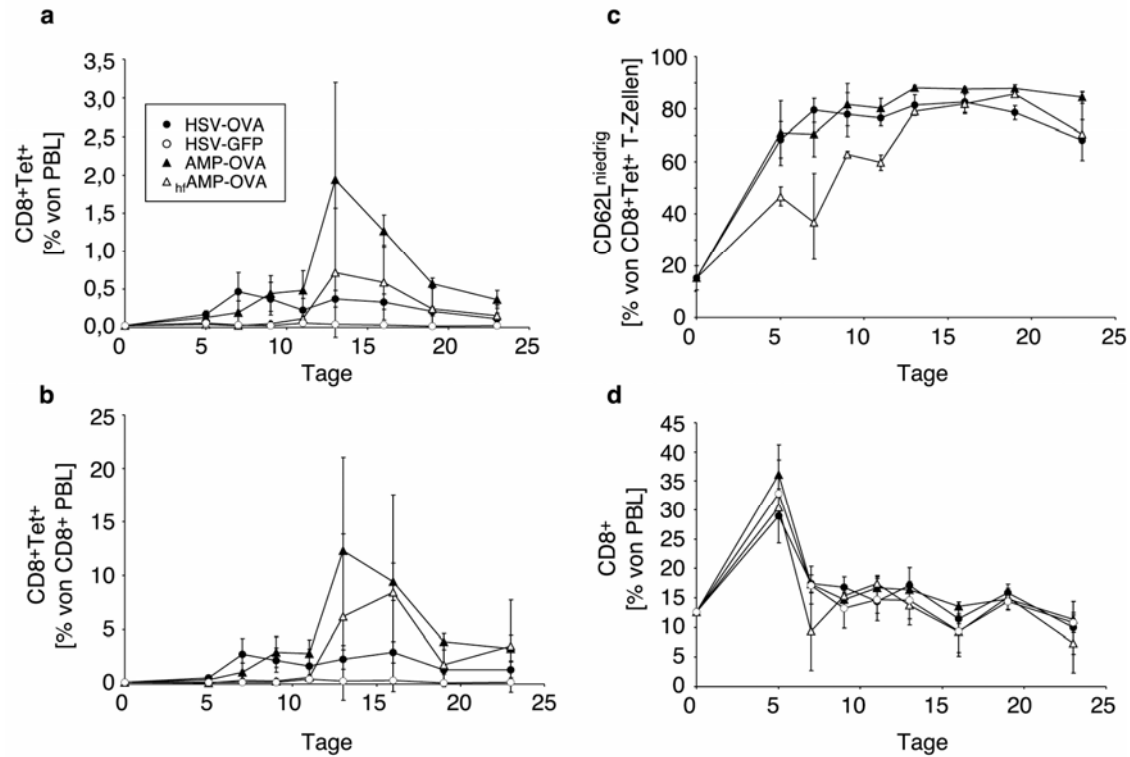 a
CD8+Tet+
[% von PBL]
3,5
3,0
2,5
2,0
1,5
1,0
0,5
0,0
HSV-OVA
HSV-GFP
AMP-OVA
hfAMP-OVA
0 5 10 15 20 25
Tage
b
CD8+Tet+
[% von CD8+ PBL]
25
20
15
10
5
0
0 5 10 15 20 25
Tage
c
CD62Lniedrig
[% von CD8+Tet+ T-Zellen]
100
80
60
40
20
0
0 5 10 15 20 25
Tage
d
CD8+
[% von PBL]
45
40
35
30
25
20
15
10
5
0
0 5 10 15 20 25
Tage